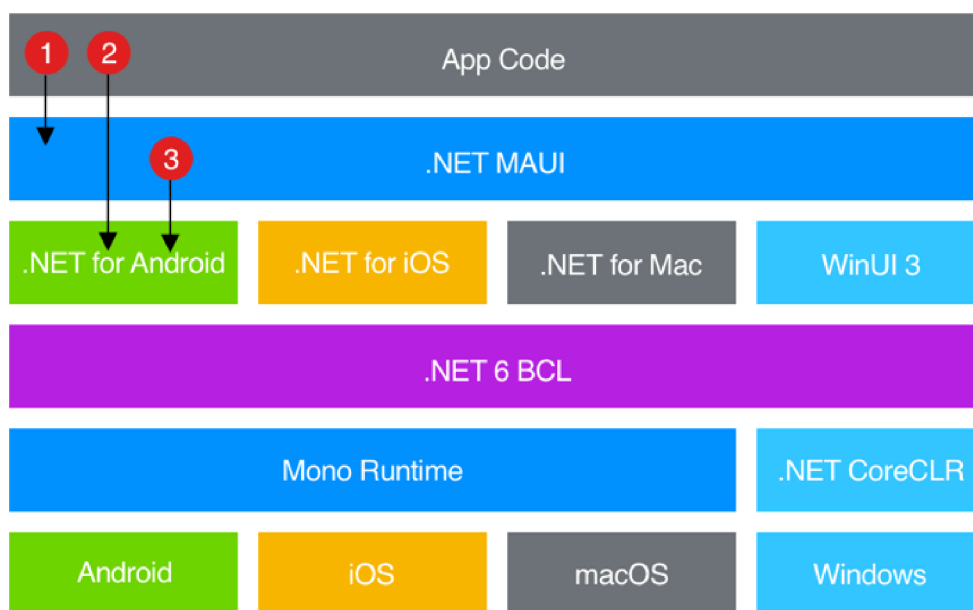 1 2 App Code
3 .NET MAUI
.NET for Android .NET for iOS .NET for Mac WinUI 3
.NET 6 BCL
Mono Runtime .NET CoreCLR
Android iOS macOS Windows